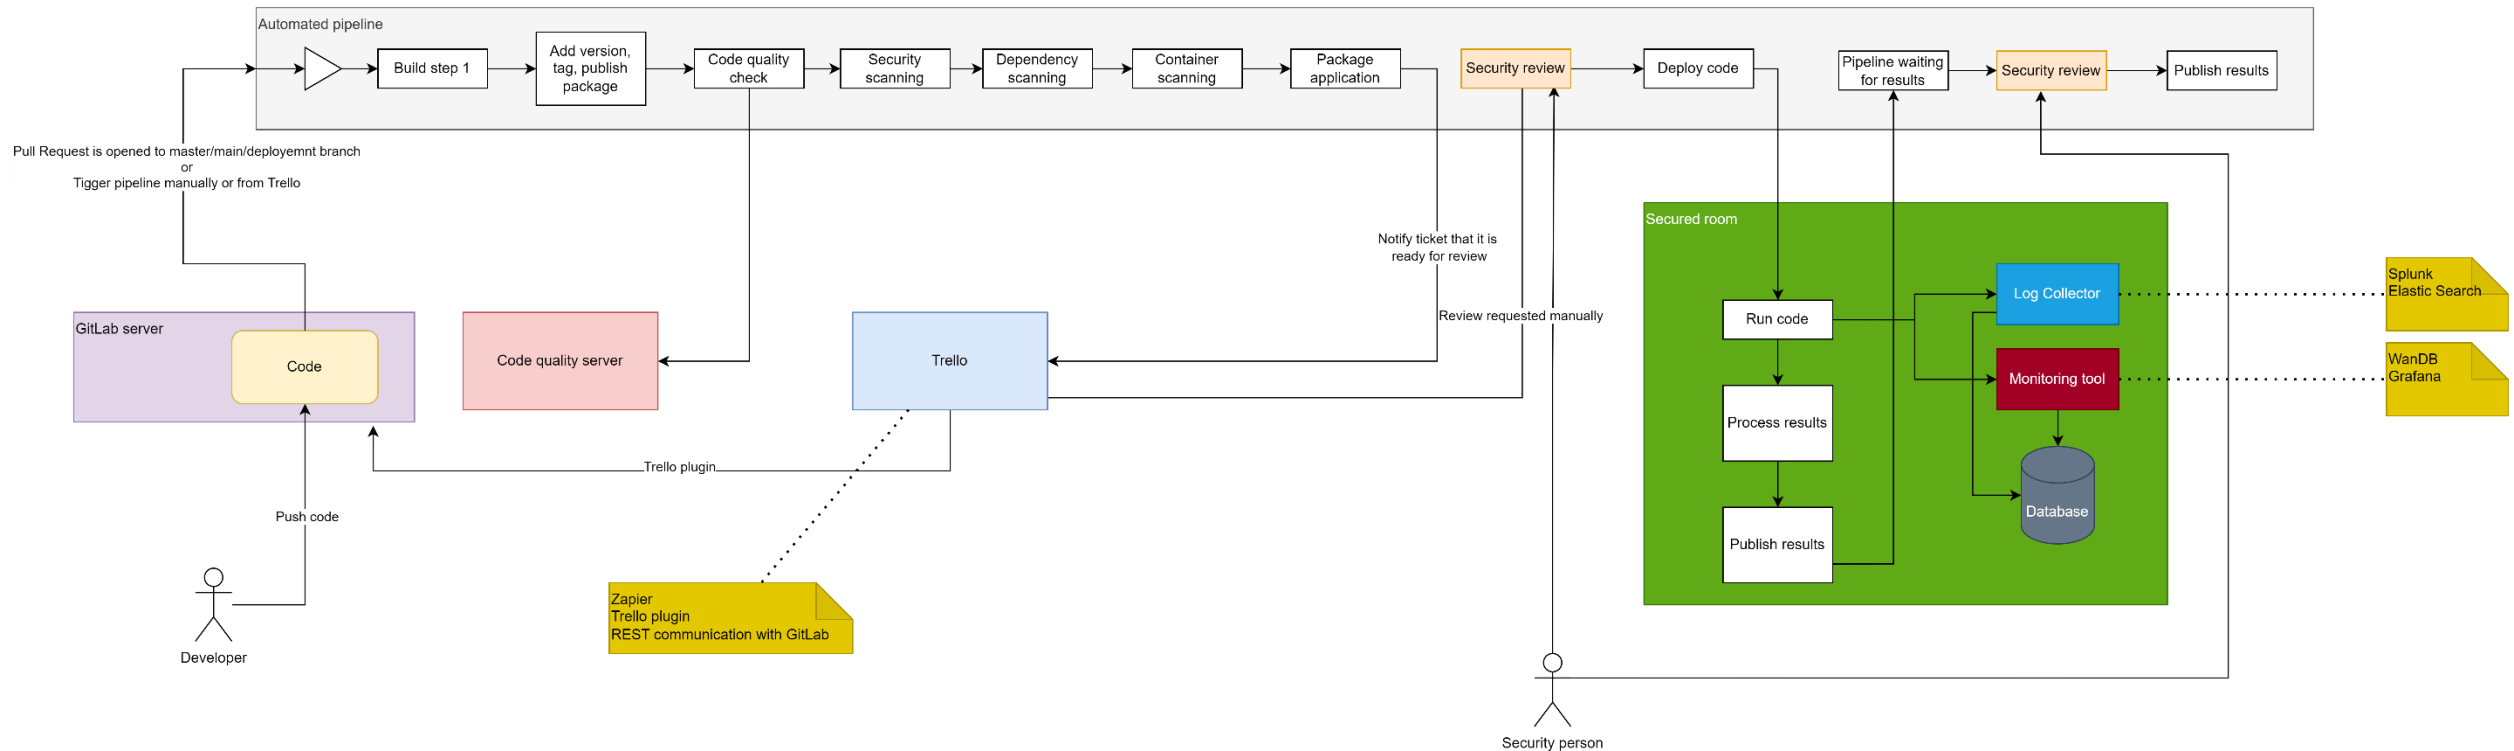 Automated pipeline
Build step 1
Add version,
tag, publish
package
Code quality
check
Security
scanning
Dependency
scanning
Container
scanning
Package
application
Security review
Deploy code
Pipeline waiting
for results
Security review
Publish results
Pull Request is opened to master/main/deployemnt branch
or
Tigger pipeline manually or from Trello
Notify ticket that it is
ready for review
Review requested manually
Secured room
Run code
Process results
Publish results
Log Collector
Monitoring tool
Database
Splunk
Elastic Search
WanDB
Grafana
GitLab server
Code
Code quality server
Trello
Trello plugin
Push code
Zapier
Trello plugin
REST communication with GitLab
Developer
Security person